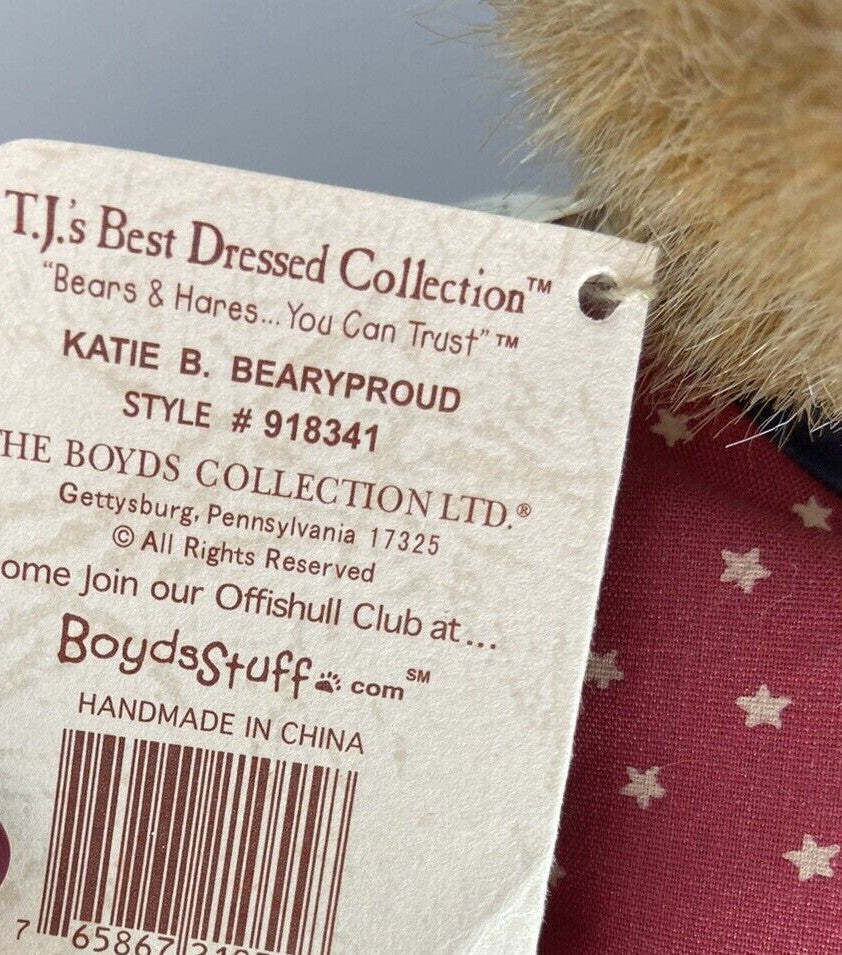 T.J.'s Best Dressed Collection™
"Bears & Hares... You Can Trust"™
KATIE B. BEARYPROUD
STYLE # 918341
HE BOYDS COLLECTION LTD.®
Gettysburg, Pennsylvania 17325
© All Rights Reserved
ome Join our Offishull Club at...
BoydsStuff.com℠
HANDMADE IN CHINA
7 65867